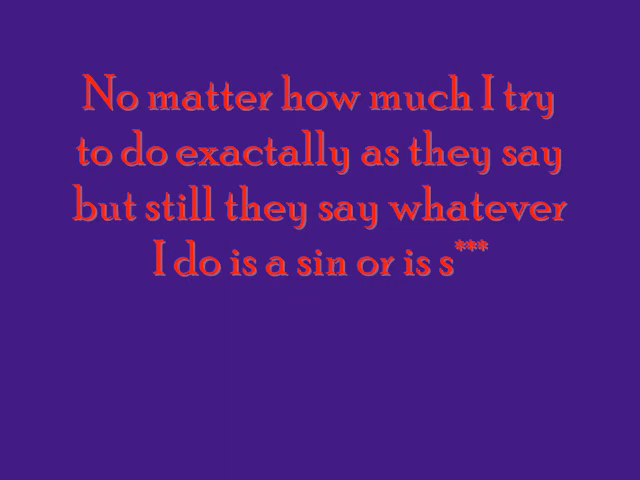 No matter how much I try
to do exactally as they say
but still they say whatever
I do is a sin or is s***